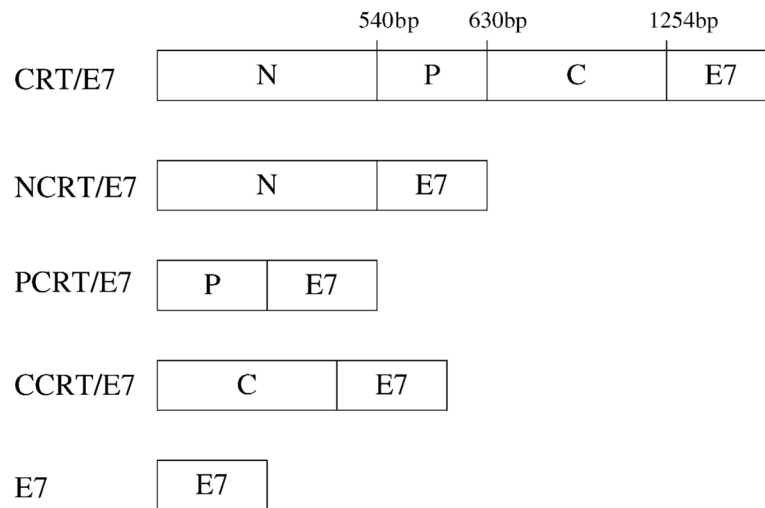 540bp 630bp 1254bp
CRT/E7 N P C E7
NCRT/E7 N E7
PCRT/E7 P E7
CCRT/E7 C E7
E7 E7